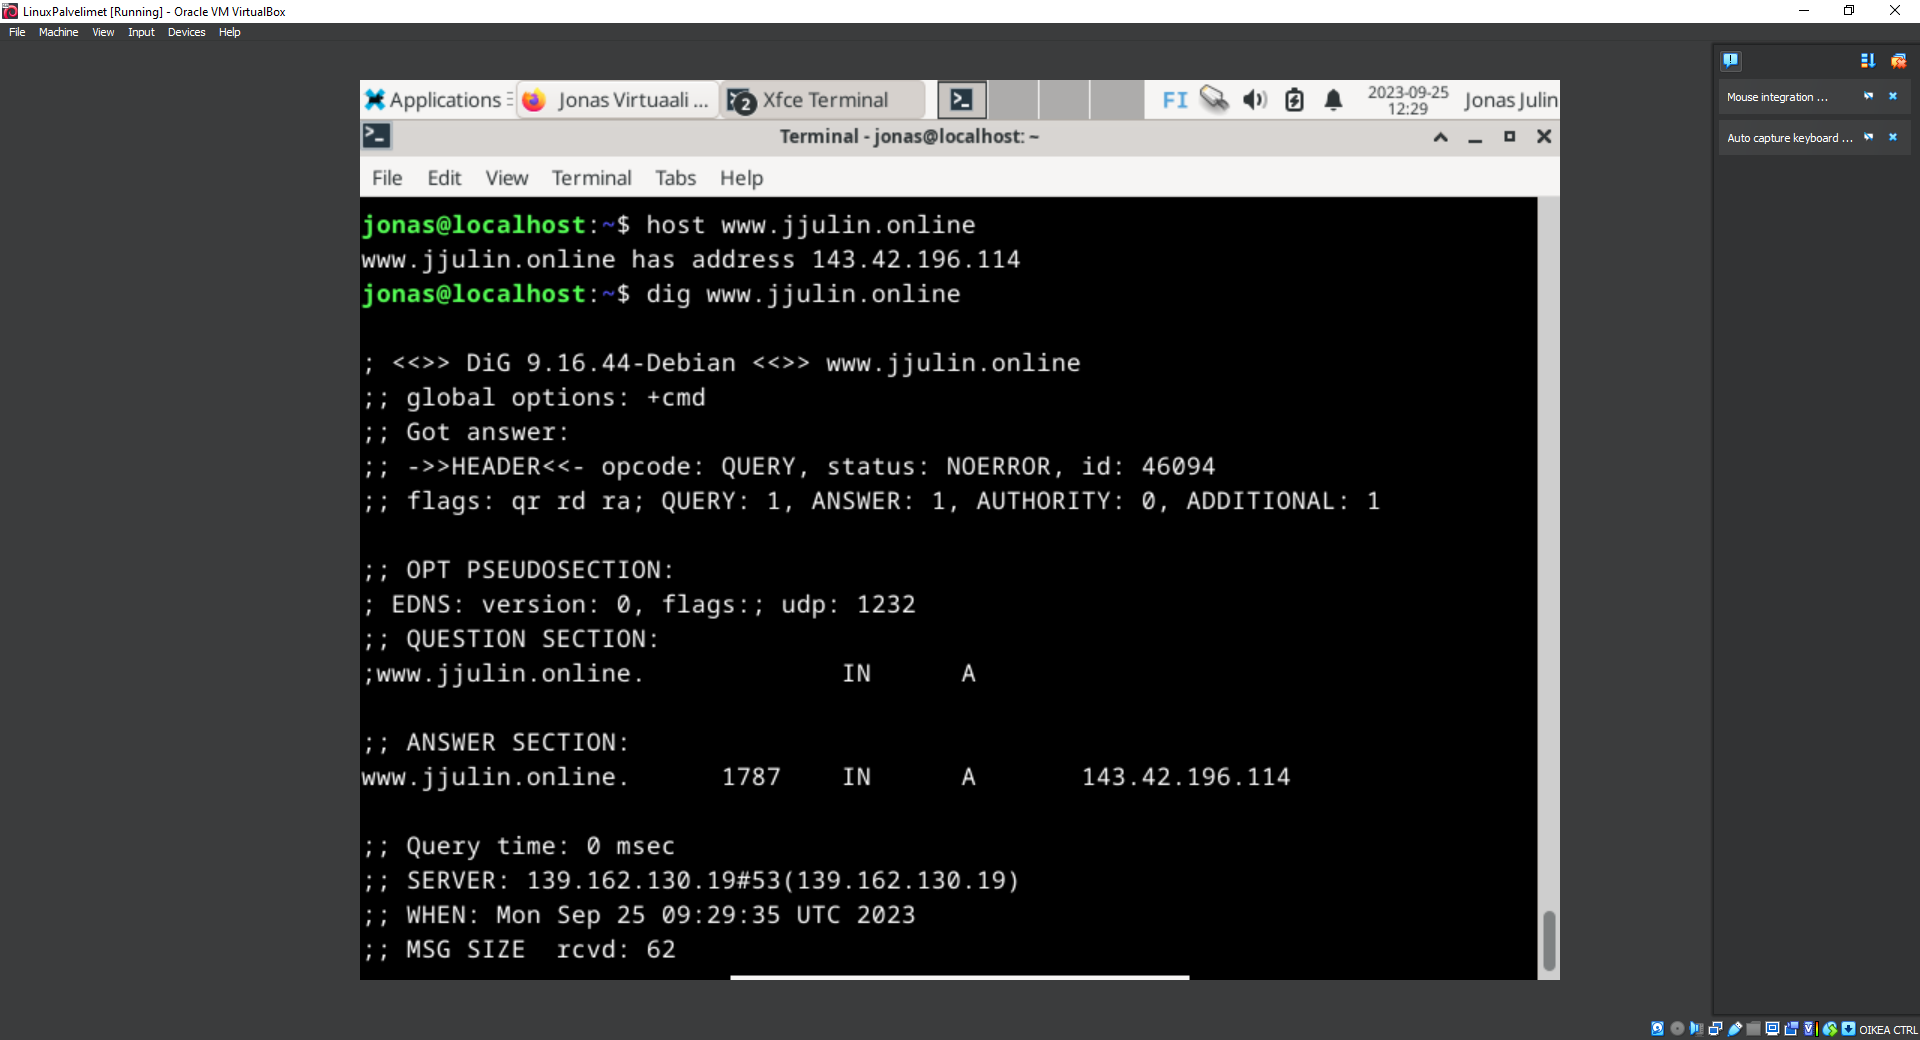 LinuxPalvelimet [Running] - Oracle VM VirtualBox
File Machine View Input Devices Help
Applications
Jonas Virtuaali ...
2 Xfce Terminal
FI
2023-09-25
12:29
Jonas Julin
Mouse integration ...
Auto capture keyboard ...
Terminal - jonas@localhost: ~
File Edit View Terminal Tabs Help
jonas@localhost:~$ host www.jjulin.online
www.jjulin.online has address 143.42.196.114
jonas@localhost:~$ dig www.jjulin.online
; <<>> DiG 9.16.44-Debian <<>> www.jjulin.online
;; global options: +cmd
;; Got answer:
;; ->>HEADER<<- opcode: QUERY, status: NOERROR, id: 46094
;; flags: qr rd ra; QUERY: 1, ANSWER: 1, AUTHORITY: 0, ADDITIONAL: 1
;; OPT PSEUDOSECTION:
; EDNS: version: 0, flags:; udp: 1232
;; QUESTION SECTION:
;www.jjulin.online. IN A
;; ANSWER SECTION:
www.jjulin.online. 1787 IN A 143.42.196.114
;; Query time: 0 msec
;; SERVER: 139.162.130.19#53(139.162.130.19)
;; WHEN: Mon Sep 25 09:29:35 UTC 2023
;; MSG SIZE rcvd: 62
OIKEA CTRL